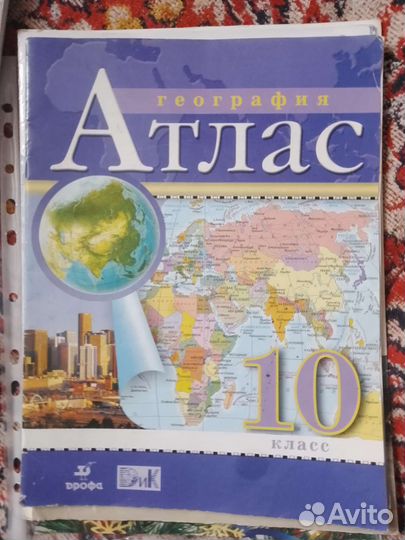 география
Атлас
10
класс
дрофа
ДиК
Avito